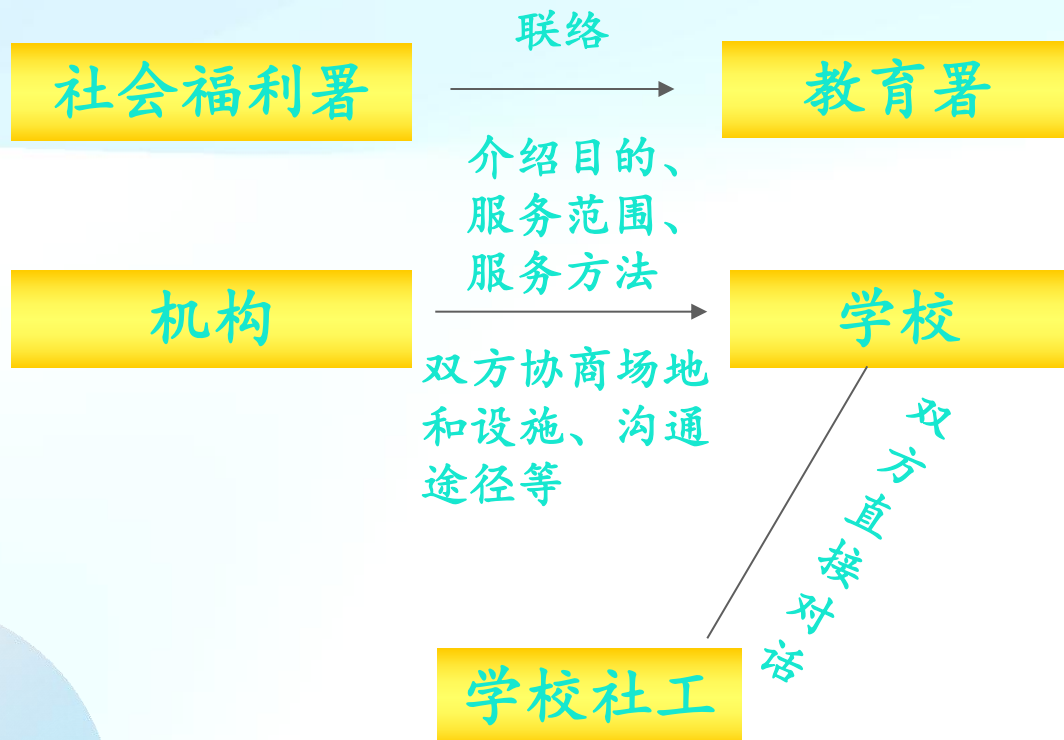 联络
社会福利署
教育署
介绍目的、
服务范围、
服务方法
机构
学校
双方协商场地
和设施、沟通
途径等
双方直接对话
学校社工